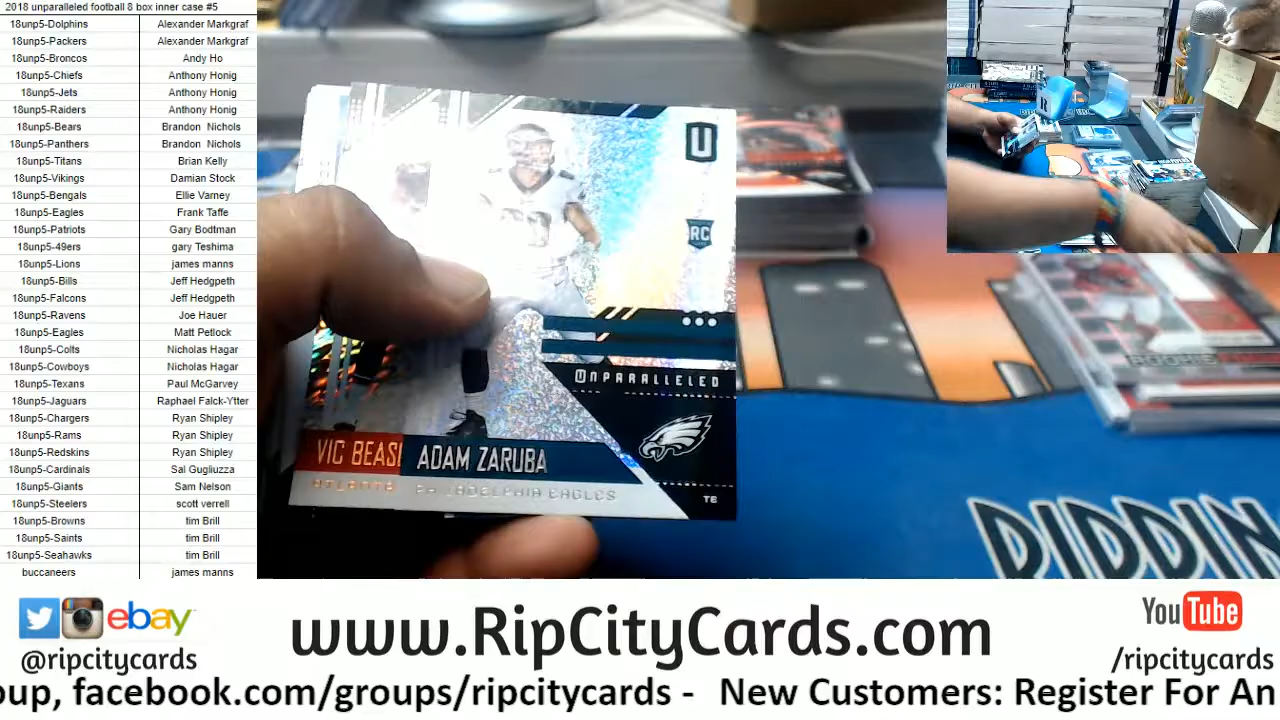 2018 unparalleled football 8 box inner case #5
18unp5-Dolphins Alexander Markgraf
18unp5-Packers Alexander Markgraf
18unp5-Broncos Andy Ho
18unp5-Chiefs Anthony Honig
18unp5-Jets Anthony Honig
18unp5-Raiders Anthony Honig
18unp5-Bears Brandon Nichols
18unp5-Panthers Brandon Nichols
18unp5-Titans Brian Kelly
18unp5-Vikings Damian Stock
18unp5-Bengals Ellie Varney
18unp5-Eagles Frank Taffe
18unp5-Patriots Gary Bodtman
18unp5-49ers gary Teshima
18unp5-Lions james manns
18unp5-Bills Jeff Hedgpeth
18unp5-Falcons Jeff Hedgpeth
18unp5-Ravens Joe Hauer
18unp5-Eagles Matt Petlock
18unp5-Colts Nicholas Hagar
18unp5-Cowboys Nicholas Hagar
18unp5-Texans Paul McGarvey
18unp5-Jaguars Raphael Falck-Ytter
18unp5-Chargers Ryan Shipley
18unp5-Rams Ryan Shipley
18unp5-Redskins Ryan Shipley
18unp5-Cardinals Sal Gugliuzza
18unp5-Giants Sam Nelson
18unp5-Steelers scott verrell
18unp5-Browns tim Brill
18unp5-Saints tim Brill
18unp5-Seahawks tim Brill
buccaneers james manns
U
RC
UNPARALLELED
VIC BEASL
ADAM ZARUBA
ATLANTA
PHILADELPHIA EAGLES
TE
RIPPIN
ebay
@ripcitycards
www.RipCityCards.com
YouTube
/ripcitycards
oup, facebook.com/groups/ripcitycards - New Customers: Register For An